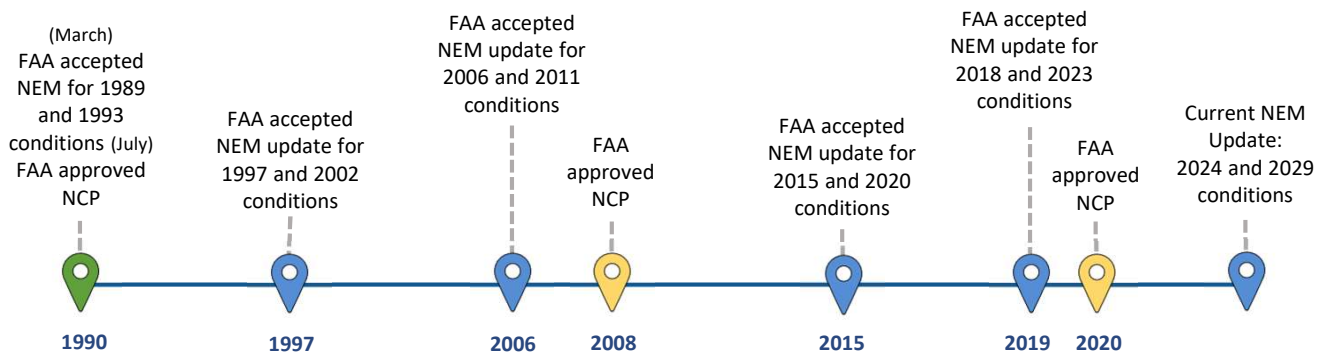 (March)
FAA accepted
NEM for 1989
and 1993
conditions (July)
FAA approved
NCP
FAA accepted
NEM update for
1997 and 2002
conditions
FAA accepted
NEM update for
2006 and 2011
conditions
FAA
approved
NCP
FAA accepted
NEM update for
2015 and 2020
conditions
FAA accepted
NEM update for
2018 and 2023
conditions
FAA
approved
NCP
Current NEM
Update:
2024 and 2029
conditions
1990
1997
2006
2008
2015
2019
2020